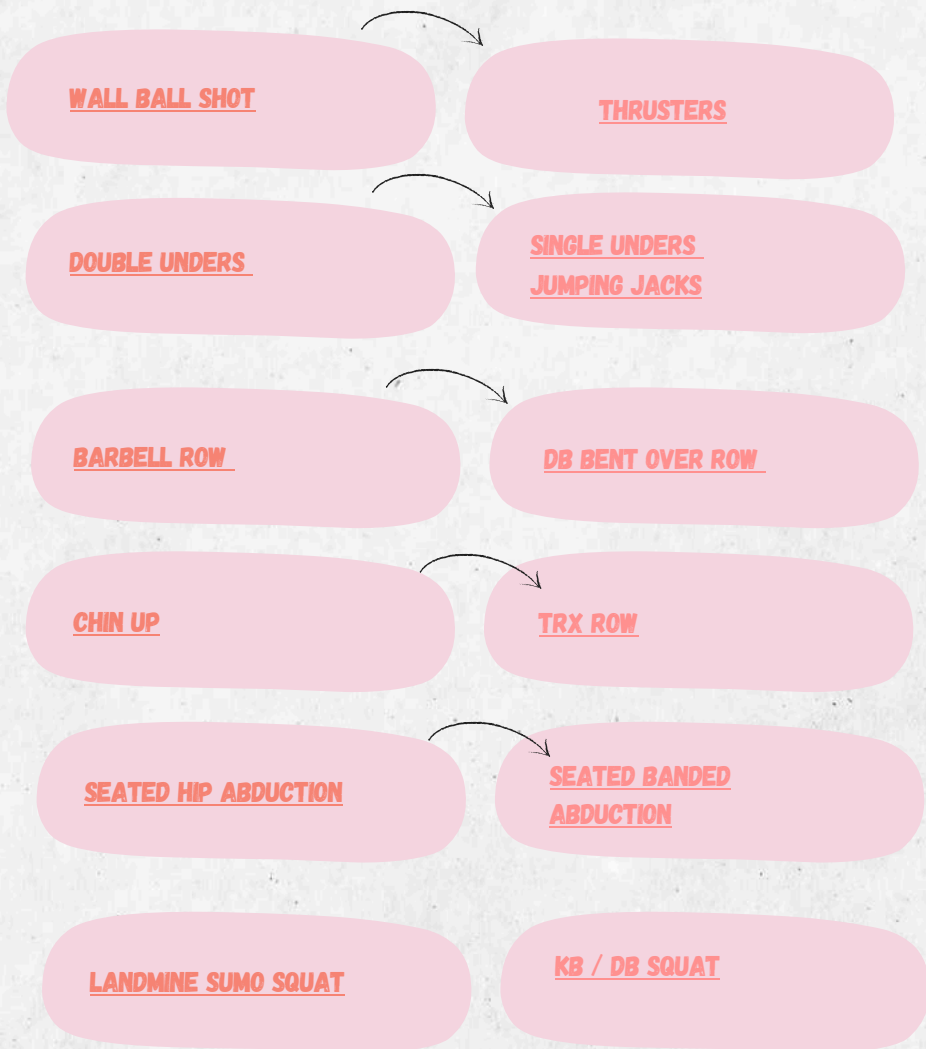 WALL BALL SHOT
THRUSTERS
DOUBLE UNDERS
SINGLE UNDERS
JUMPING JACKS
BARBELL ROW
DB BENT OVER ROW
CHIN UP
TRX ROW
SEATED HIP ABDUCTION
SEATED BANDED
ABDUCTION
LANDMINE SUMO SQUAT
KB / DB SQUAT